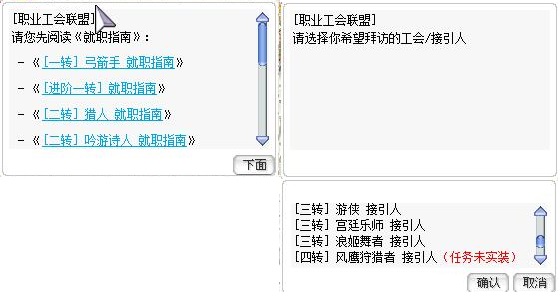 [职业工会联盟]
请您先阅读《就职指南》:
- 《[一转] 弓箭手 就职指南》
- 《[进阶一转] 就职指南》
- 《[二转] 猎人 就职指南》
- 《[二转] 吟游诗人 就职指南》
下面
[职业工会联盟]
请选择你希望拜访的工会/接引人
[三转] 游侠 接引人
[三转] 宫廷乐师 接引人
[三转] 浪姬舞者 接引人
[四转] 风鹰狩猎者 接引人(任务未实装)
确认 取消